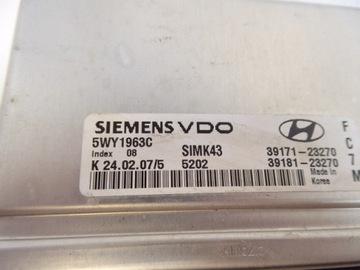 SIEMENS VDO
F
5WY1963C
Index 08
SIMK43
39171-23270
C
K 24.02.07/5
5202
39181-23270
7
Made in
Korea
M